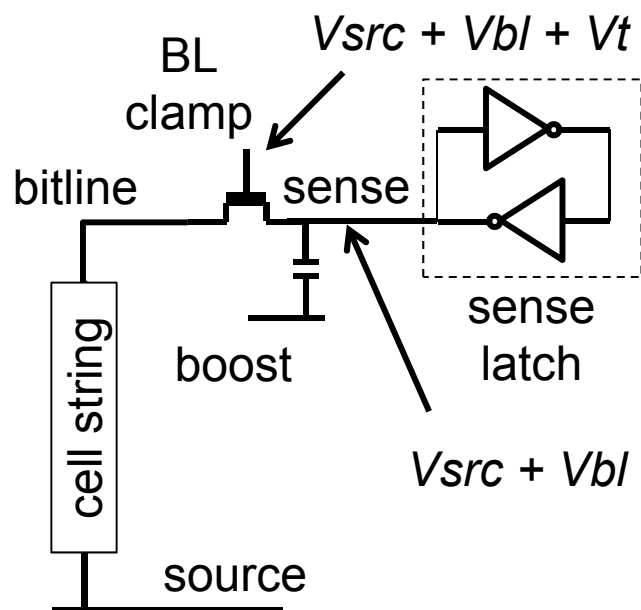 Vsrc + Vbl + Vt
BL
clamp
bitline
sense
cell string
boost
sense
latch
Vsrc + Vbl
source